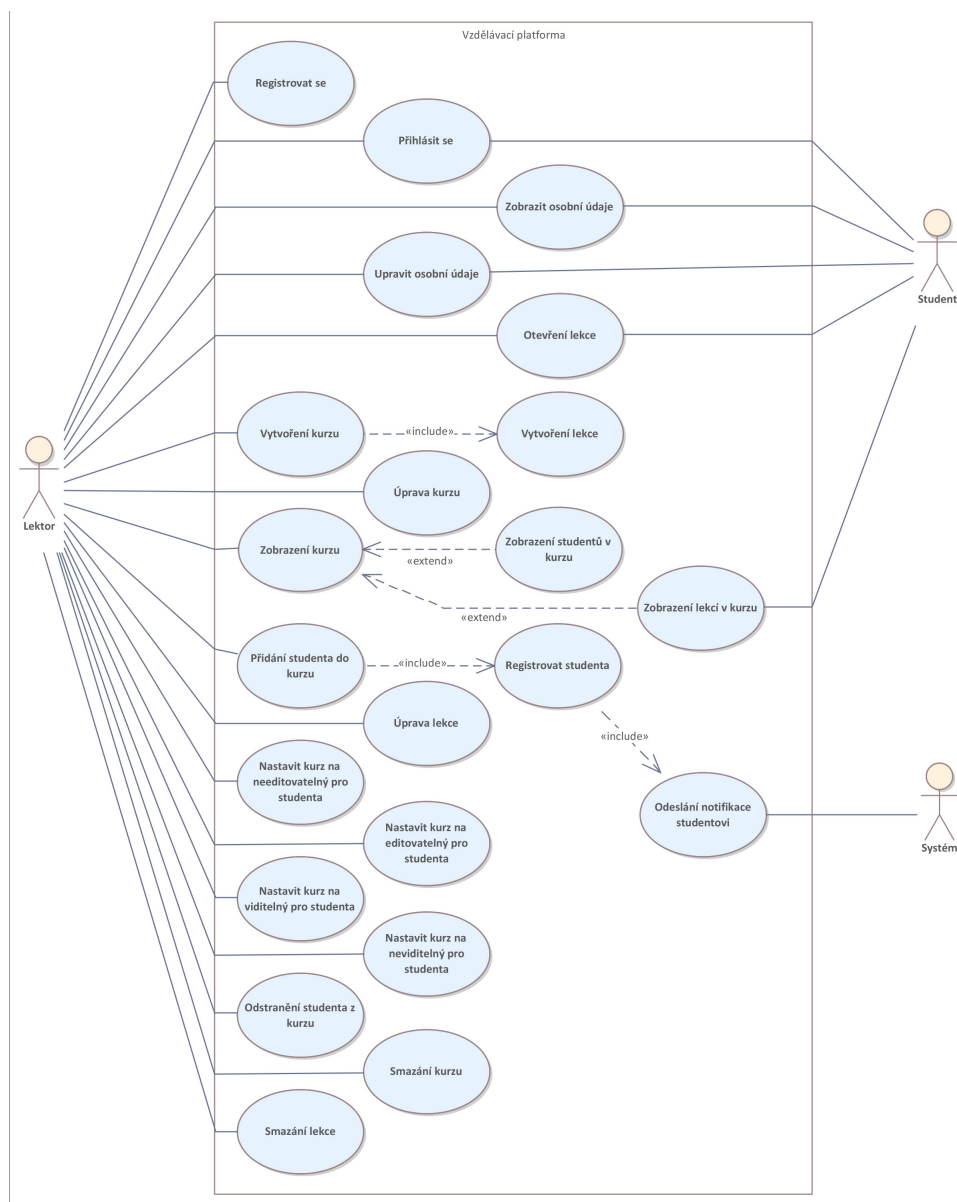 Vzdělávací platforma
Registrovat se
Přihlásit se
Zobrazit osobní údaje
Upravit osobní údaje
Student
Otevření lekce
Vytvoření kurzu
«include»
Vytvoření lekce
Úprava kurzu
Lektor
Zobrazení kurzu
«extend»
Zobrazení studentů v
kurzu
«extend»
Zobrazení lekcí v kurzu
Přidání studenta do
kurzu
«include»
Registrovat studenta
Úprava lekce
«include»
Nastavit kurz na
needitovatelný pro
studenta
Odeslání notifikace
studentovi
Systém
Nastavit kurz na
editovatelný pro
studenta
Nastavit kurz na
viditelný pro studenta
Nastavit kurz na
neviditelný pro
studenta
Odstranění studenta z
kurzu
Smazání kurzu
Smazání lekce